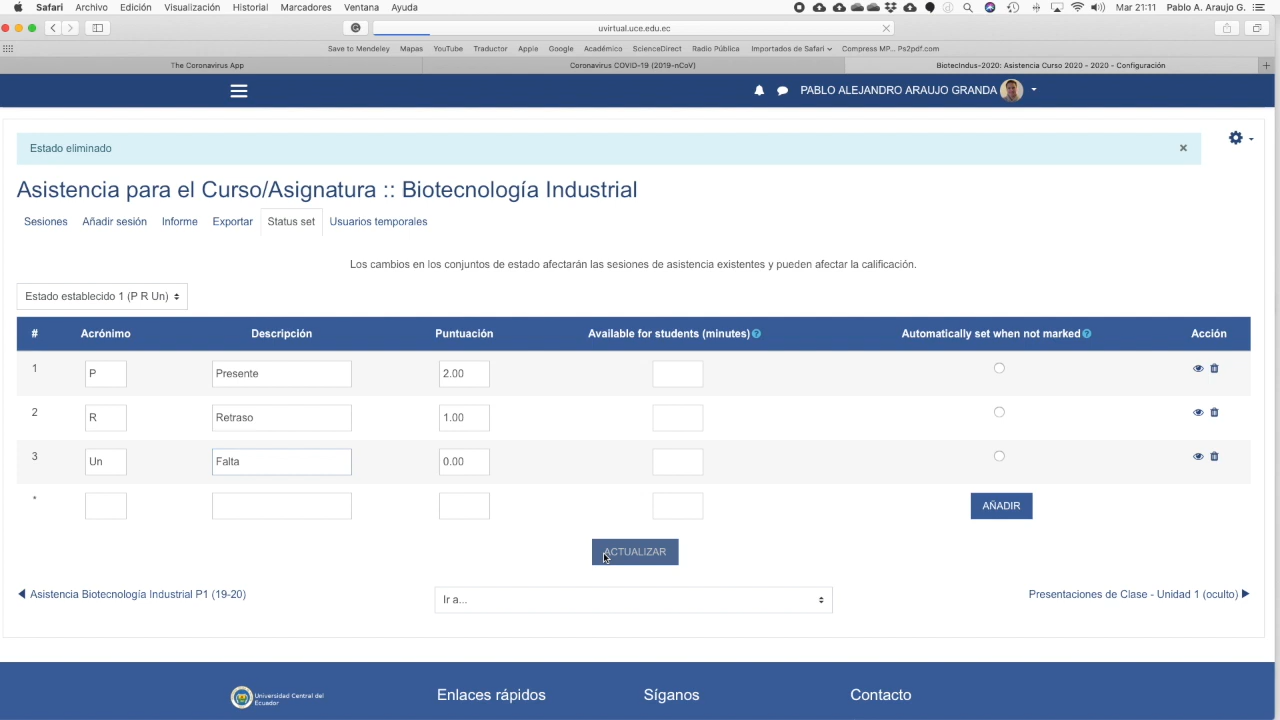 Safari Archivo Edición Visualización Historial Marcadores Ventana Ayuda Mar 21:11 Pablo A. Araujo G.
uvirtual.uce.edu.ec
Save to Mendeley Mapas YouTube Traductor Apple Google Académico ScienceDirect Radio Pública Importados de Safari Compress MP... Ps2pdf.com
The Coronavirus App Coronavirus COVID-19 (2019-nCoV) BiotecIndus-2020: Asistencia Curso 2020 - 2020 - Configuración
PABLO ALEJANDRO ARAUJO GRANDA
Estado eliminado
Asistencia para el Curso/Asignatura :: Biotecnología Industrial
Sesiones Añadir sesión Informe Exportar Status set Usuarios temporales
Los cambios en los conjuntos de estado afectarán las sesiones de asistencia existentes y pueden afectar la calificación.
Estado establecido 1 (P R Un)
# Acrónimo Descripción Puntuación Available for students (minutes) Automatically set when not marked Acción
1 P Presente 2.00
2 R Retraso 1.00
3 Un Falta 0.00
* AÑADIR
ACTUALIZAR
Asistencia Biotecnología Industrial P1 (19-20) Ir a... Presentaciones de Clase - Unidad 1 (oculto)
Universidad Central del
Ecuador
Enlaces rápidos Síganos Contacto